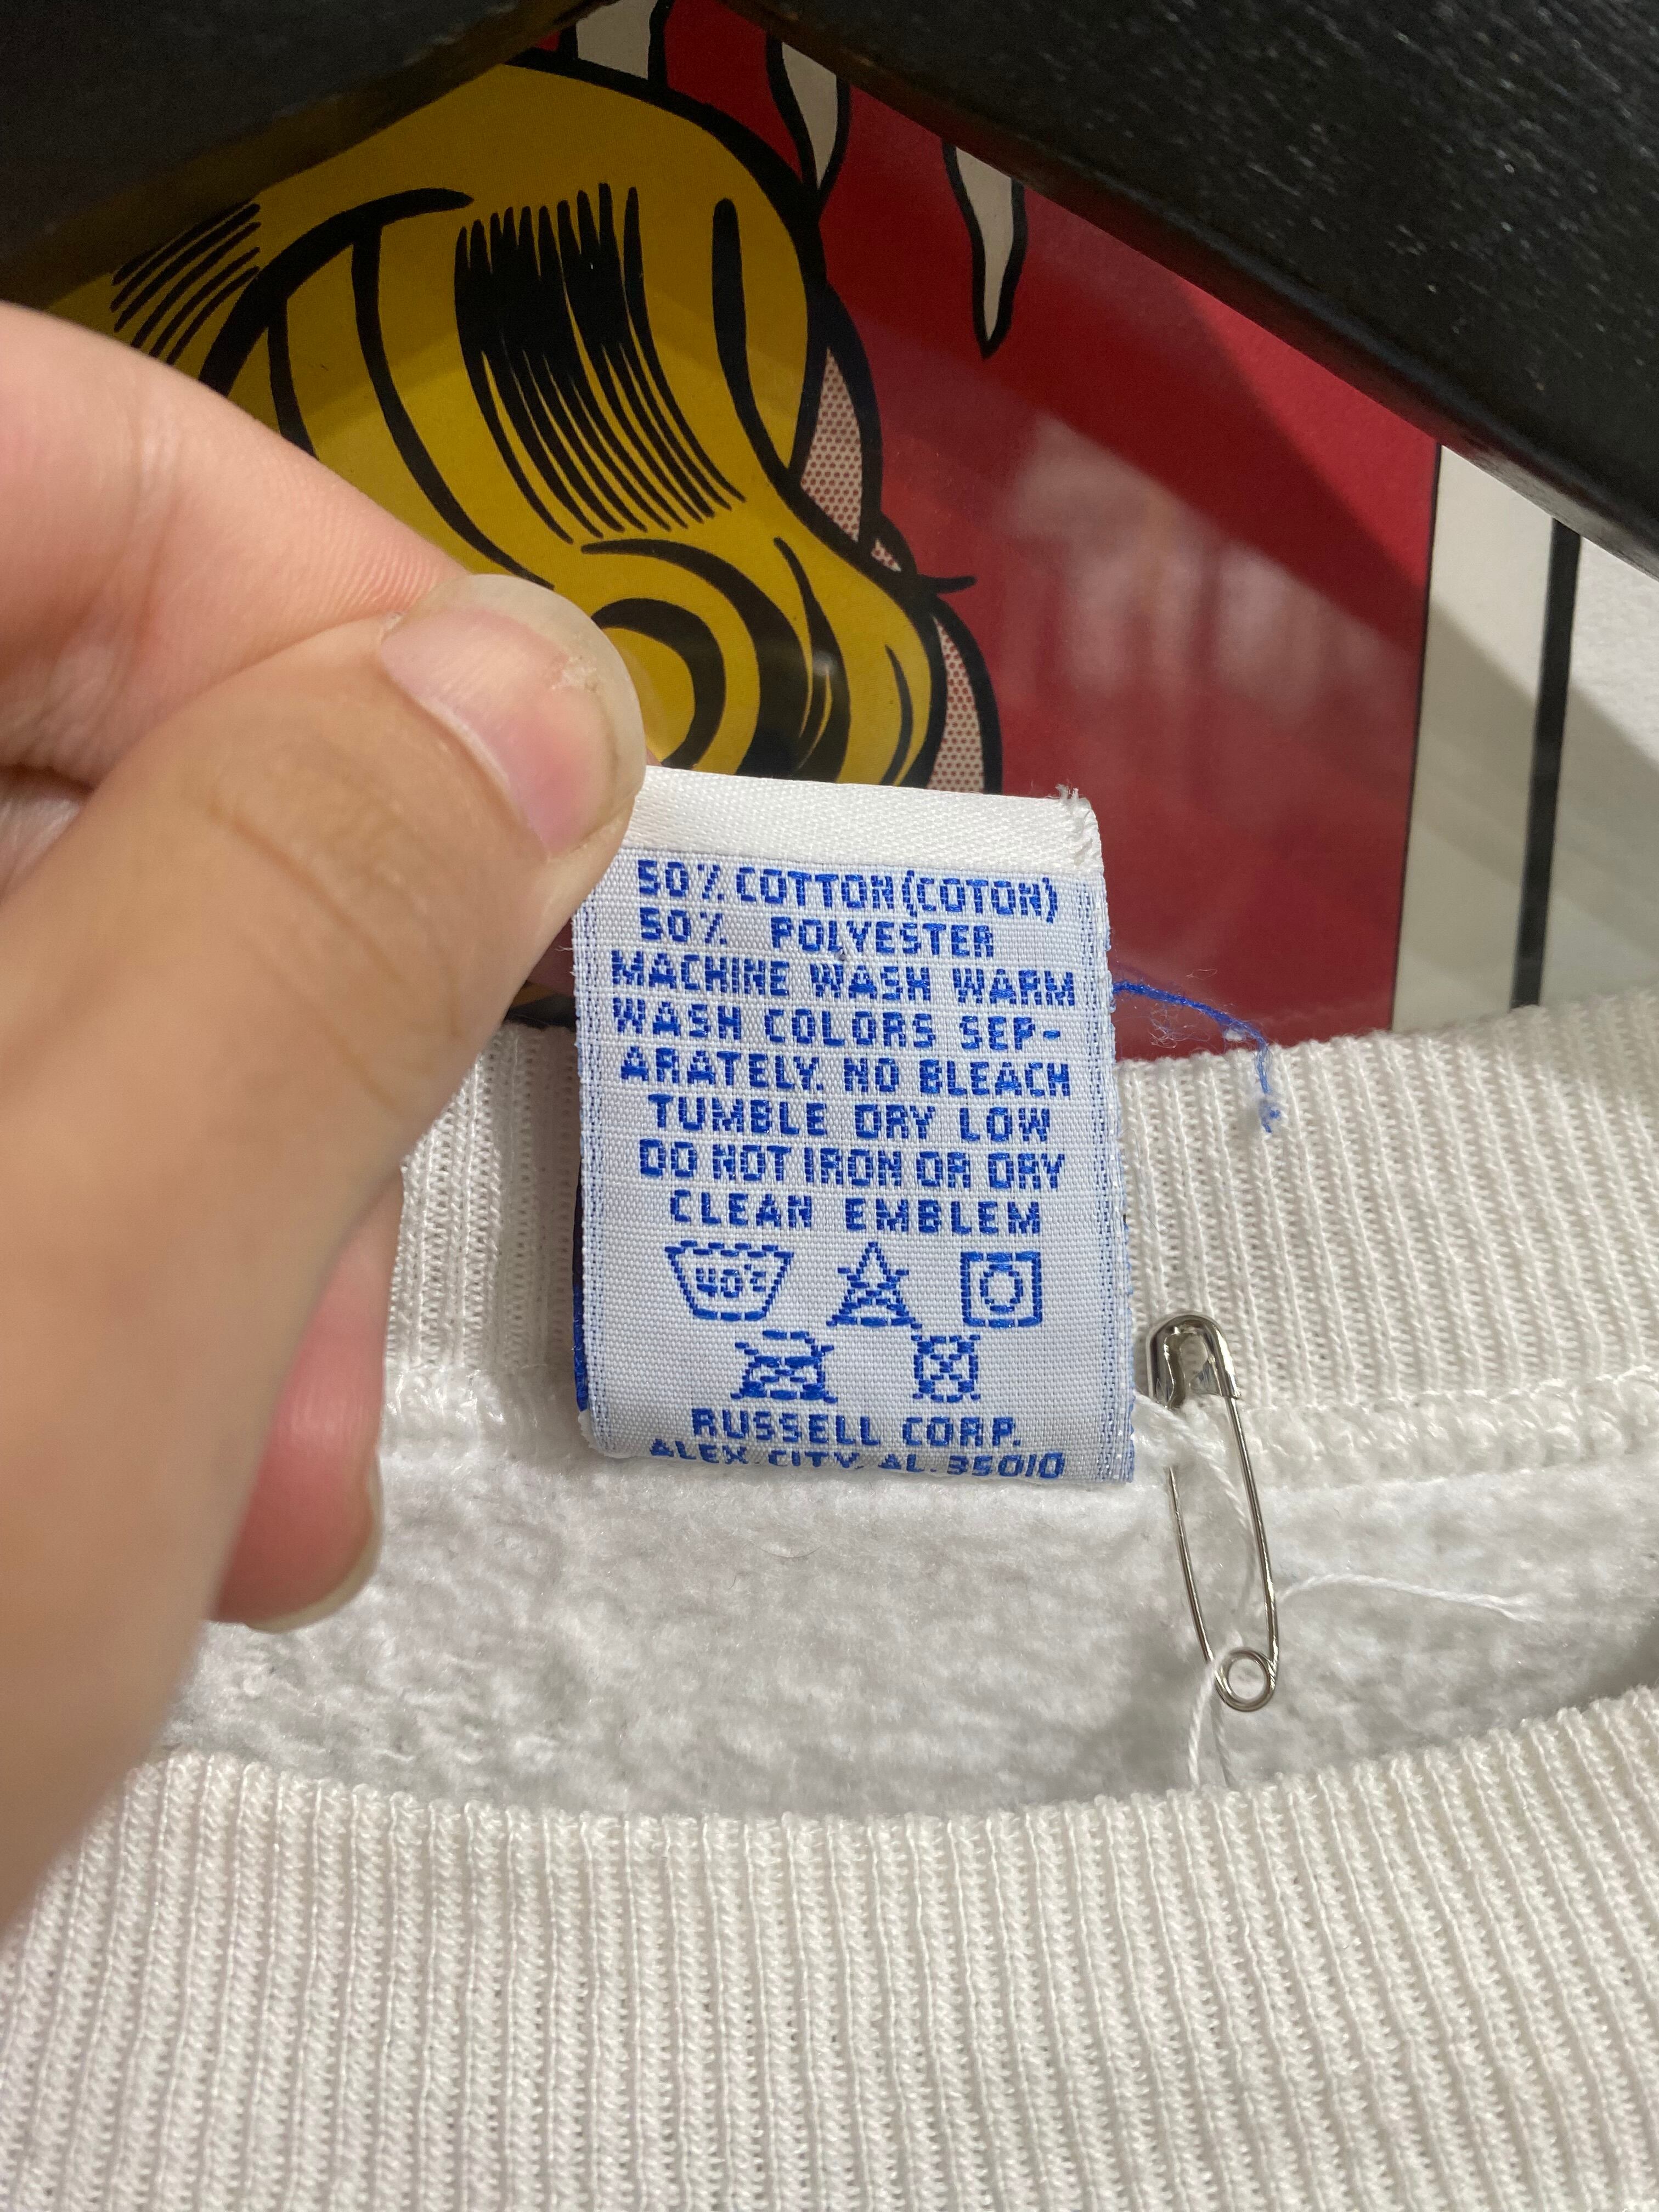 50% COTTON (COTON)
50% POLYESTER
MACHINE WASH WARM
WASH COLORS SEP-
ARATELY. NO BLEACH
TUMBLE DRY LOW
DO NOT IRON OR DRY
CLEAN EMBLEM
40°C
RUSSELL CORP.
ALEX. CITY, AL. 35010